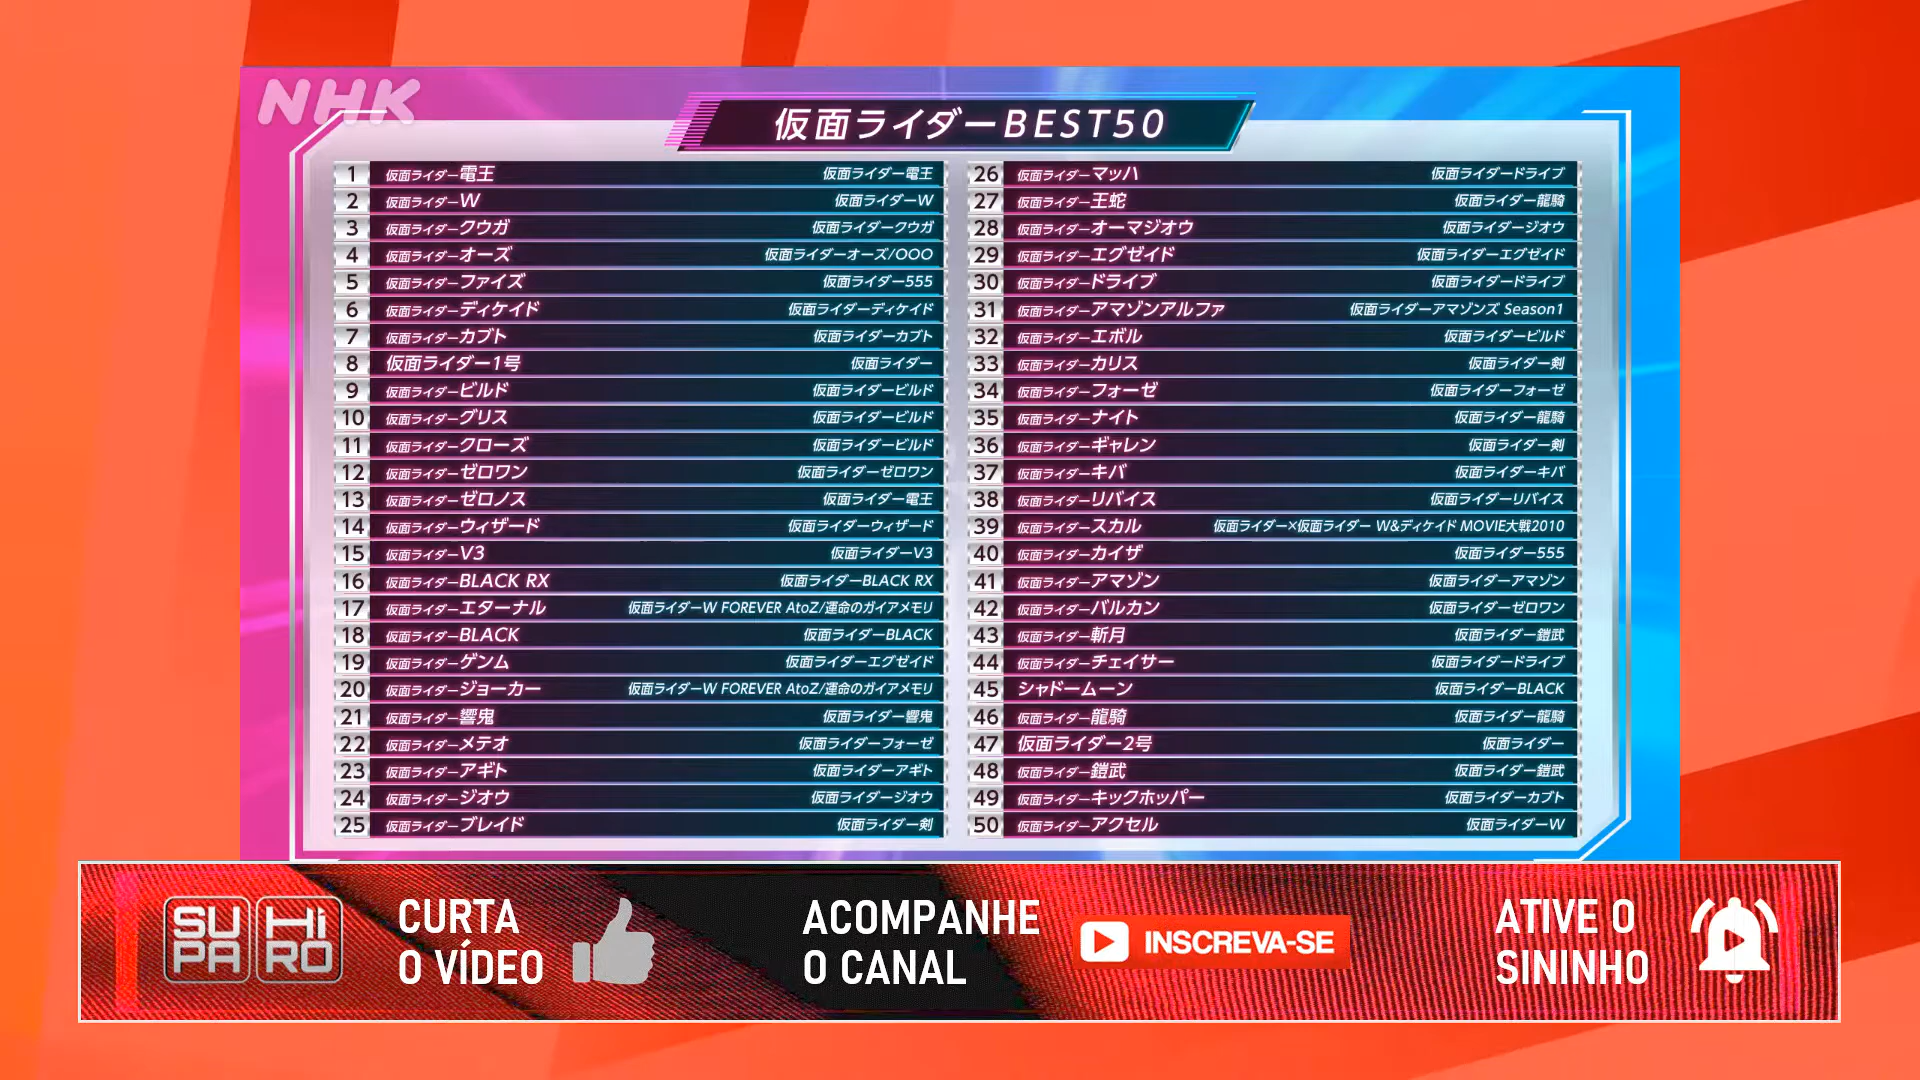 NHK
仮面ライダーBEST50
1 仮面ライダー電王 仮面ライダー電王
2 仮面ライダーW 仮面ライダーW
3 仮面ライダークウガ 仮面ライダークウガ
4 仮面ライダーオーズ 仮面ライダーオーズ/OOO
5 仮面ライダーファイズ 仮面ライダー555
6 仮面ライダーディケイド 仮面ライダーディケイド
7 仮面ライダーカブト 仮面ライダーカブト
8 仮面ライダー1号 仮面ライダー
9 仮面ライダービルド 仮面ライダービルド
10 仮面ライダーグリス 仮面ライダービルド
11 仮面ライダークローズ 仮面ライダービルド
12 仮面ライダーゼロワン 仮面ライダーゼロワン
13 仮面ライダーゼロノス 仮面ライダー電王
14 仮面ライダーウィザード 仮面ライダーウィザード
15 仮面ライダーV3 仮面ライダーV3
16 仮面ライダーBLACK RX 仮面ライダーBLACK RX
17 仮面ライダーエターナル 仮面ライダーW FOREVER AtoZ/運命のガイアメモリ
18 仮面ライダーBLACK 仮面ライダーBLACK
19 仮面ライダーゲンム 仮面ライダーエグゼイド
20 仮面ライダージョーカー 仮面ライダーW FOREVER AtoZ/運命のガイアメモリ
21 仮面ライダー響鬼 仮面ライダー響鬼
22 仮面ライダーメテオ 仮面ライダーフォーゼ
23 仮面ライダーアギト 仮面ライダーアギト
24 仮面ライダージオウ 仮面ライダージオウ
25 仮面ライダーブレイド 仮面ライダー剣
26 仮面ライダーマッハ 仮面ライダードライブ
27 仮面ライダー王蛇 仮面ライダー龍騎
28 仮面ライダーオーマジオウ 仮面ライダージオウ
29 仮面ライダーエグゼイド 仮面ライダーエグゼイド
30 仮面ライダードライブ 仮面ライダードライブ
31 仮面ライダーアマゾンアルファ 仮面ライダーアマゾンズ Season1
32 仮面ライダーエボル 仮面ライダービルド
33 仮面ライダーカリス 仮面ライダー剣
34 仮面ライダーフォーゼ 仮面ライダーフォーゼ
35 仮面ライダーナイト 仮面ライダー龍騎
36 仮面ライダーギャレン 仮面ライダー剣
37 仮面ライダーキバ 仮面ライダーキバ
38 仮面ライダーリバイス 仮面ライダーリバイス
39 仮面ライダースカル 仮面ライダー×仮面ライダー W&ディケイド MOVIE大戦2010
40 仮面ライダーカイザ 仮面ライダー555
41 仮面ライダーアマゾン 仮面ライダーアマゾン
42 仮面ライダーバルカン 仮面ライダーゼロワン
43 仮面ライダー斬月 仮面ライダー鎧武
44 仮面ライダーチェイサー 仮面ライダードライブ
45 シャドームーン 仮面ライダーBLACK
46 仮面ライダー龍騎 仮面ライダー龍騎
47 仮面ライダー2号 仮面ライダー
48 仮面ライダー鎧武 仮面ライダー鎧武
49 仮面ライダーキックホッパー 仮面ライダーカブト
50 仮面ライダーアクセル 仮面ライダーW
SU HI
PA RO
CURTA
O VÍDEO
ACOMPANHE
O CANAL
INSCREVA-SE
ATIVE O
SININHO